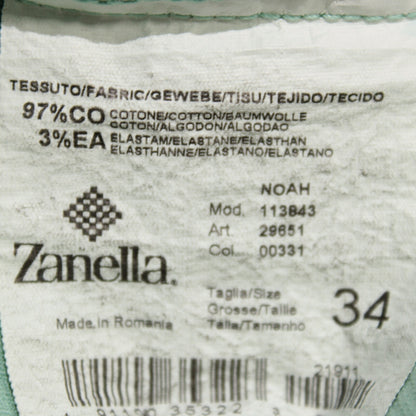 TESSUTO/FABRIC/GEWEBE/TISU/TEJIDO/TECIDO
97%CO COTONE/COTTON/BAUMWOLLE
COTON/ALGODON/ALGODAO
3%EA ELASTAM/ELASTANE/ELASTHAN
ELASTHANNE/ELASTANO/ELASTANO
NOAH
Mod. 113843
Art. 29651
Col. 00331
Zanella.
Taglia/Size
Grosse/Taille
Talla/Tamanho
34
Made in Romania
21911
35322